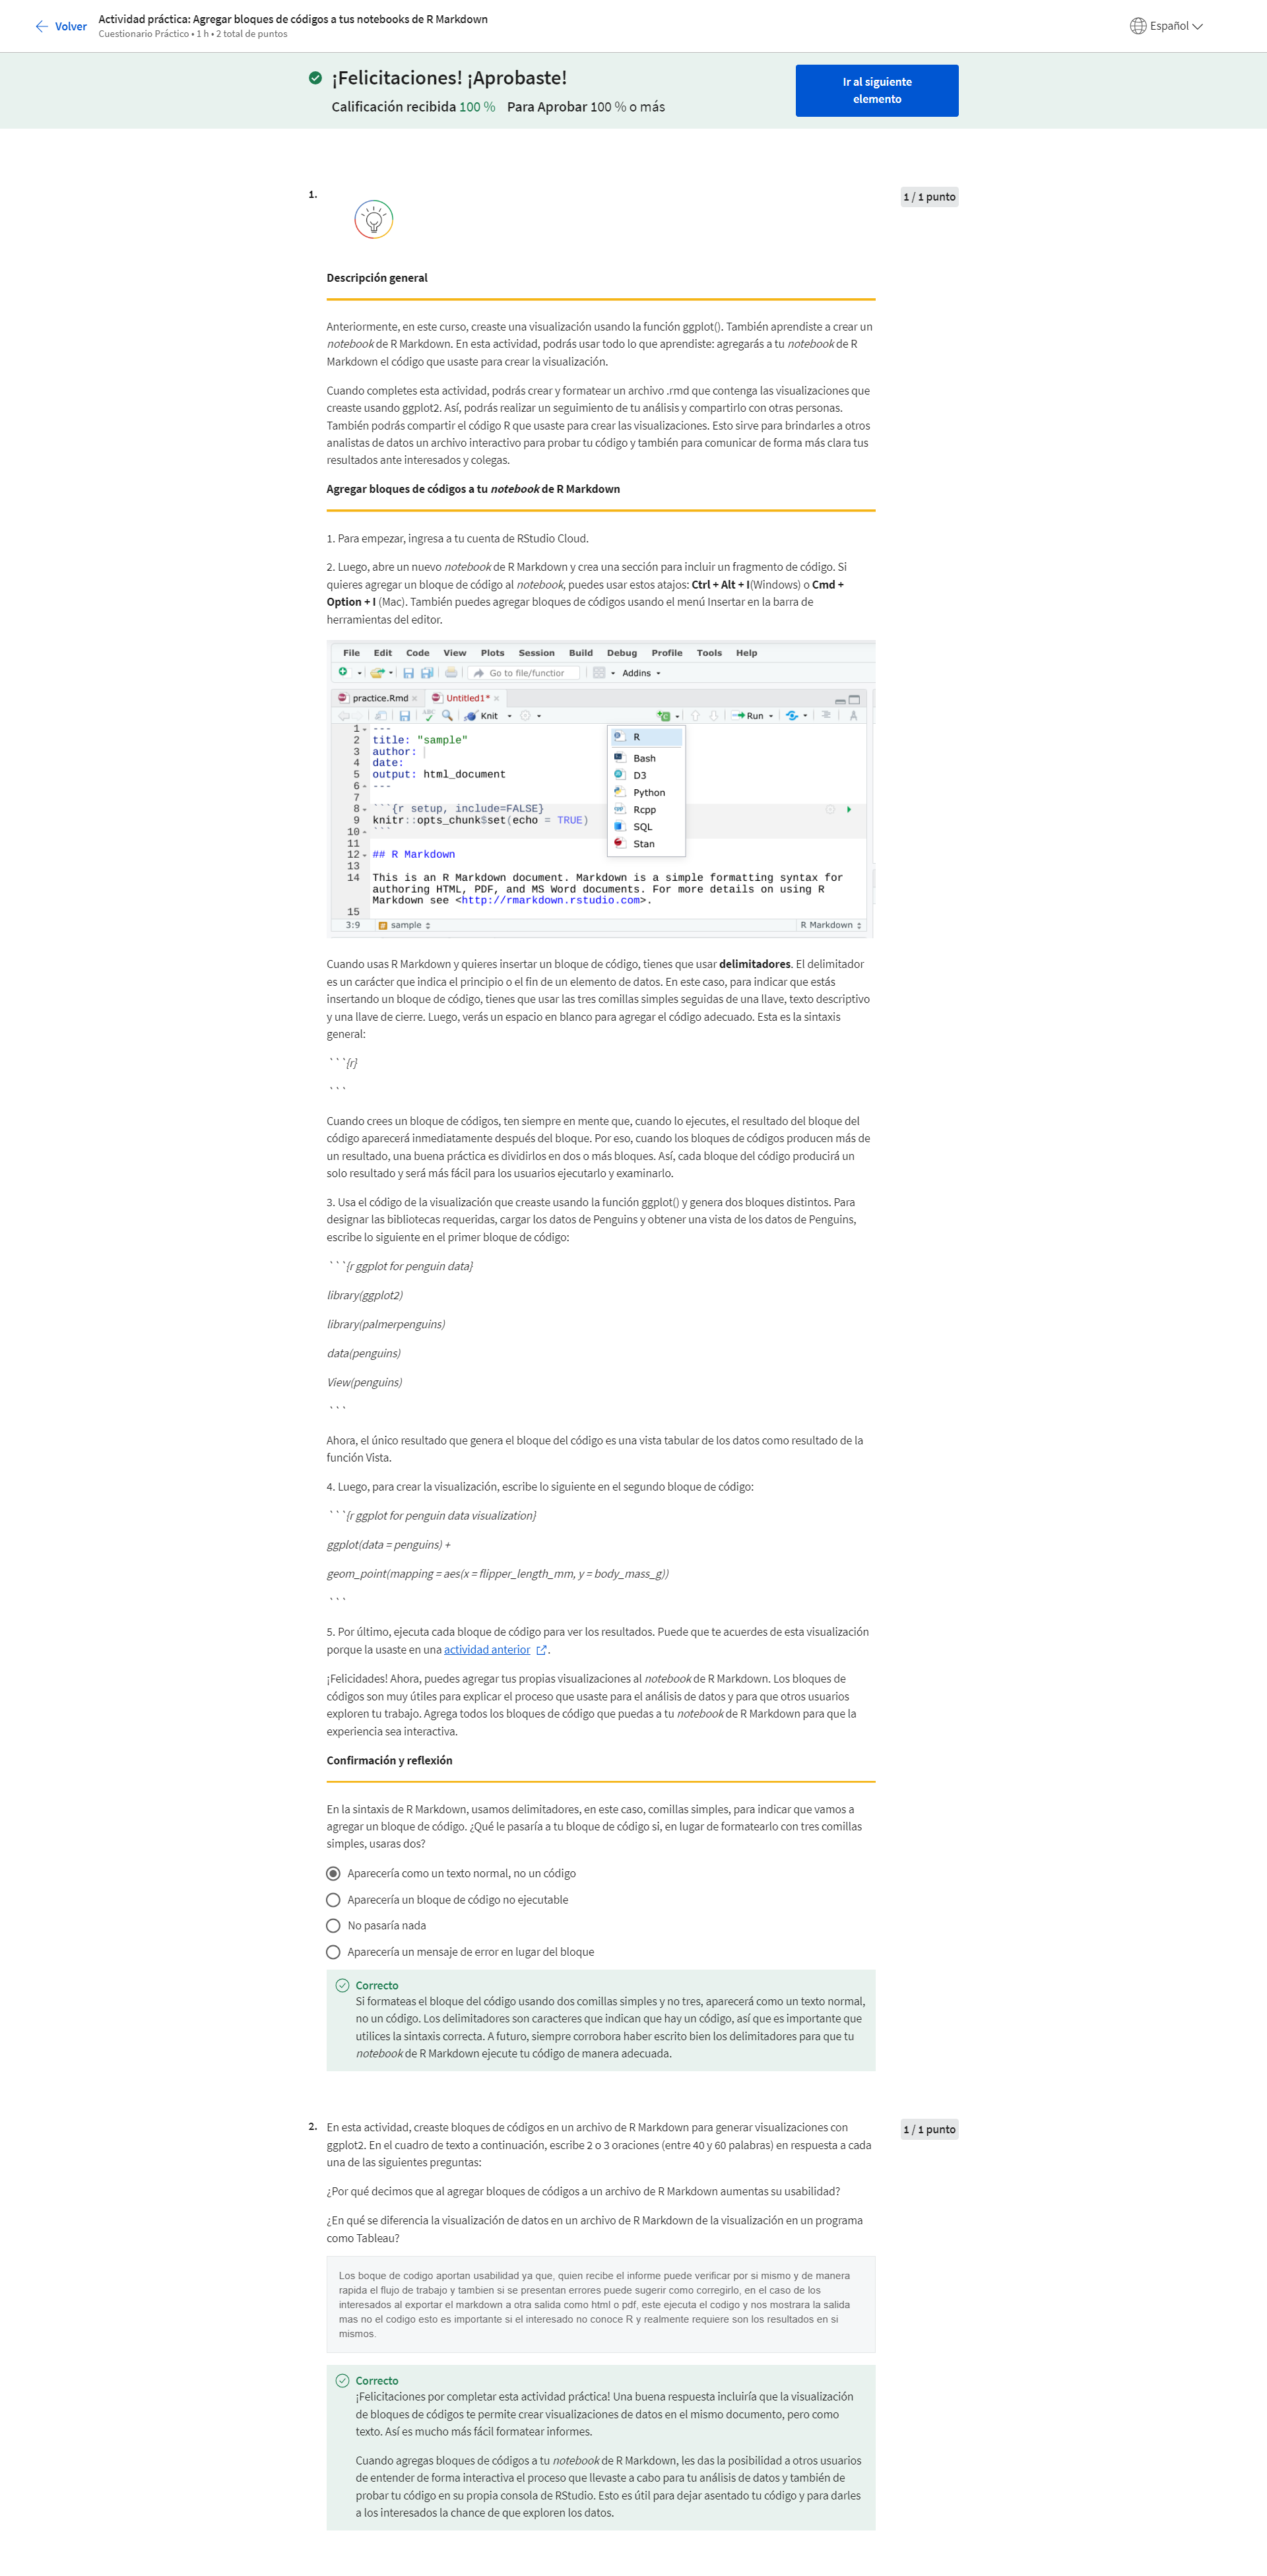 Volver
Actividad práctica: Agregar bloques de códigos a tus notebooks de R Markdown
Cuestionario Práctico • 1 h • 2 total de puntos
Español
¡Felicitaciones! ¡Aprobaste!
Calificación recibida 100 % Para Aprobar 100 % o más
Ir al siguiente
elemento
1.
1 / 1 punto
Descripción general
Anteriormente, en este curso, creaste una visualización usando la función ggplot(). También aprendiste a crear un
notebook de R Markdown. En esta actividad, podrás usar todo lo que aprendiste: agregarás a tu notebook de R
Markdown el código que usaste para crear la visualización.
Cuando completes esta actividad, podrás crear y formatear un archivo .rmd que contenga las visualizaciones que
creaste usando ggplot2. Así, podrás realizar un seguimiento de tu análisis y compartirlo con otras personas.
También podrás compartir el código R que usaste para crear las visualizaciones. Esto sirve para brindarles a otros
analistas de datos un archivo interactivo para probar tu código y también para comunicar de forma más clara tus
resultados ante interesados y colegas.
Agregar bloques de códigos a tu notebook de R Markdown
1. Para empezar, ingresa a tu cuenta de RStudio Cloud.
2. Luego, abre un nuevo notebook de R Markdown y crea una sección para incluir un fragmento de código. Si
quieres agregar un bloque de código al notebook, puedes usar estos atajos: Ctrl + Alt + I(Windows) o Cmd +
Option + I (Mac). También puedes agregar bloques de códigos usando el menú Insertar en la barra de
herramientas del editor.
File Edit Code View Plots Session Build Debug Profile Tools Help
Go to file/functior Addins
practice.Rmd Untitled1*
ABC Knit Run
1 ---
2 title: "sample"
3 author:
4 date:
5 output: html_document
6 ---
7
8 ```{r setup, include=FALSE}
9 knitr::opts_chunk$set(echo = TRUE)
10 ```
11
12 ## R Markdown
13
14 This is an R Markdown document. Markdown is a simple formatting syntax for
authoring HTML, PDF, and MS Word documents. For more details on using R
Markdown see <http://rmarkdown.rstudio.com>.
15
R
Bash
D3
Python
Rcpp
SQL
Stan
3:9 sample R Markdown
Cuando usas R Markdown y quieres insertar un bloque de código, tienes que usar delimitadores. El delimitador
es un carácter que indica el principio o el fin de un elemento de datos. En este caso, para indicar que estás
insertando un bloque de código, tienes que usar las tres comillas simples seguidas de una llave, texto descriptivo
y una llave de cierre. Luego, verás un espacio en blanco para agregar el código adecuado. Esta es la sintaxis
general:
```{r}
```
Cuando crees un bloque de códigos, ten siempre en mente que, cuando lo ejecutes, el resultado del bloque del
código aparecerá inmediatamente después del bloque. Por eso, cuando los bloques de códigos producen más de
un resultado, una buena práctica es dividirlos en dos o más bloques. Así, cada bloque del código producirá un
solo resultado y será más fácil para los usuarios ejecutarlo y examinarlo.
3. Usa el código de la visualización que creaste usando la función ggplot() y genera dos bloques distintos. Para
designar las bibliotecas requeridas, cargar los datos de Penguins y obtener una vista de los datos de Penguins,
escribe lo siguiente en el primer bloque de código:
```{r ggplot for penguin data}
library(ggplot2)
library(palmerpenguins)
data(penguins)
View(penguins)
```
Ahora, el único resultado que genera el bloque del código es una vista tabular de los datos como resultado de la
función Vista.
4. Luego, para crear la visualización, escribe lo siguiente en el segundo bloque de código:
```{r ggplot for penguin data visualization}
ggplot(data = penguins) +
geom_point(mapping = aes(x = flipper_length_mm, y = body_mass_g))
```
5. Por último, ejecuta cada bloque de código para ver los resultados. Puede que te acuerdes de esta visualización
porque la usaste en una actividad anterior .
¡Felicidades! Ahora, puedes agregar tus propias visualizaciones al notebook de R Markdown. Los bloques de
códigos son muy útiles para explicar el proceso que usaste para el análisis de datos y para que otros usuarios
exploren tu trabajo. Agrega todos los bloques de código que puedas a tu notebook de R Markdown para que la
experiencia sea interactiva.
Confirmación y reflexión
En la sintaxis de R Markdown, usamos delimitadores, en este caso, comillas simples, para indicar que vamos a
agregar un bloque de código. ¿Qué le pasaría a tu bloque de código si, en lugar de formatearlo con tres comillas
simples, usaras dos?
Aparecería como un texto normal, no un código
Aparecería un bloque de código no ejecutable
No pasaría nada
Aparecería un mensaje de error en lugar del bloque
Correcto
Si formateas el bloque del código usando dos comillas simples y no tres, aparecerá como un texto normal,
no un código. Los delimitadores son caracteres que indican que hay un código, así que es importante que
utilices la sintaxis correcta. A futuro, siempre corrobora haber escrito bien los delimitadores para que tu
notebook de R Markdown ejecute tu código de manera adecuada.
2.
1 / 1 punto
En esta actividad, creaste bloques de códigos en un archivo de R Markdown para generar visualizaciones con
ggplot2. En el cuadro de texto a continuación, escribe 2 o 3 oraciones (entre 40 y 60 palabras) en respuesta a cada
una de las siguientes preguntas:
¿Por qué decimos que al agregar bloques de códigos a un archivo de R Markdown aumentas su usabilidad?
¿En qué se diferencia la visualización de datos en un archivo de R Markdown de la visualización en un programa
como Tableau?
Los boque de codigo aportan usabilidad ya que, quien recibe el informe puede verificar por si mismo y de manera
rapida el flujo de trabajo y tambien si se presentan errores puede sugerir como corregirlo, en el caso de los
interesados al exportar el markdown a otra salida como html o pdf, este ejecuta el codigo y nos mostrara la salida
mas no el codigo esto es importante si el interesado no conoce R y realmente requiere son los resultados en si
mismos.
Correcto
¡Felicitaciones por completar esta actividad práctica! Una buena respuesta incluiría que la visualización
de bloques de códigos te permite crear visualizaciones de datos en el mismo documento, pero como
texto. Así es mucho más fácil formatear informes.
Cuando agregas bloques de códigos a tu notebook de R Markdown, les das la posibilidad a otros usuarios
de entender de forma interactiva el proceso que llevaste a cabo para tu análisis de datos y también de
probar tu código en su propia consola de RStudio. Esto es útil para dejar asentado tu código y para darles
a los interesados la chance de que exploren los datos.